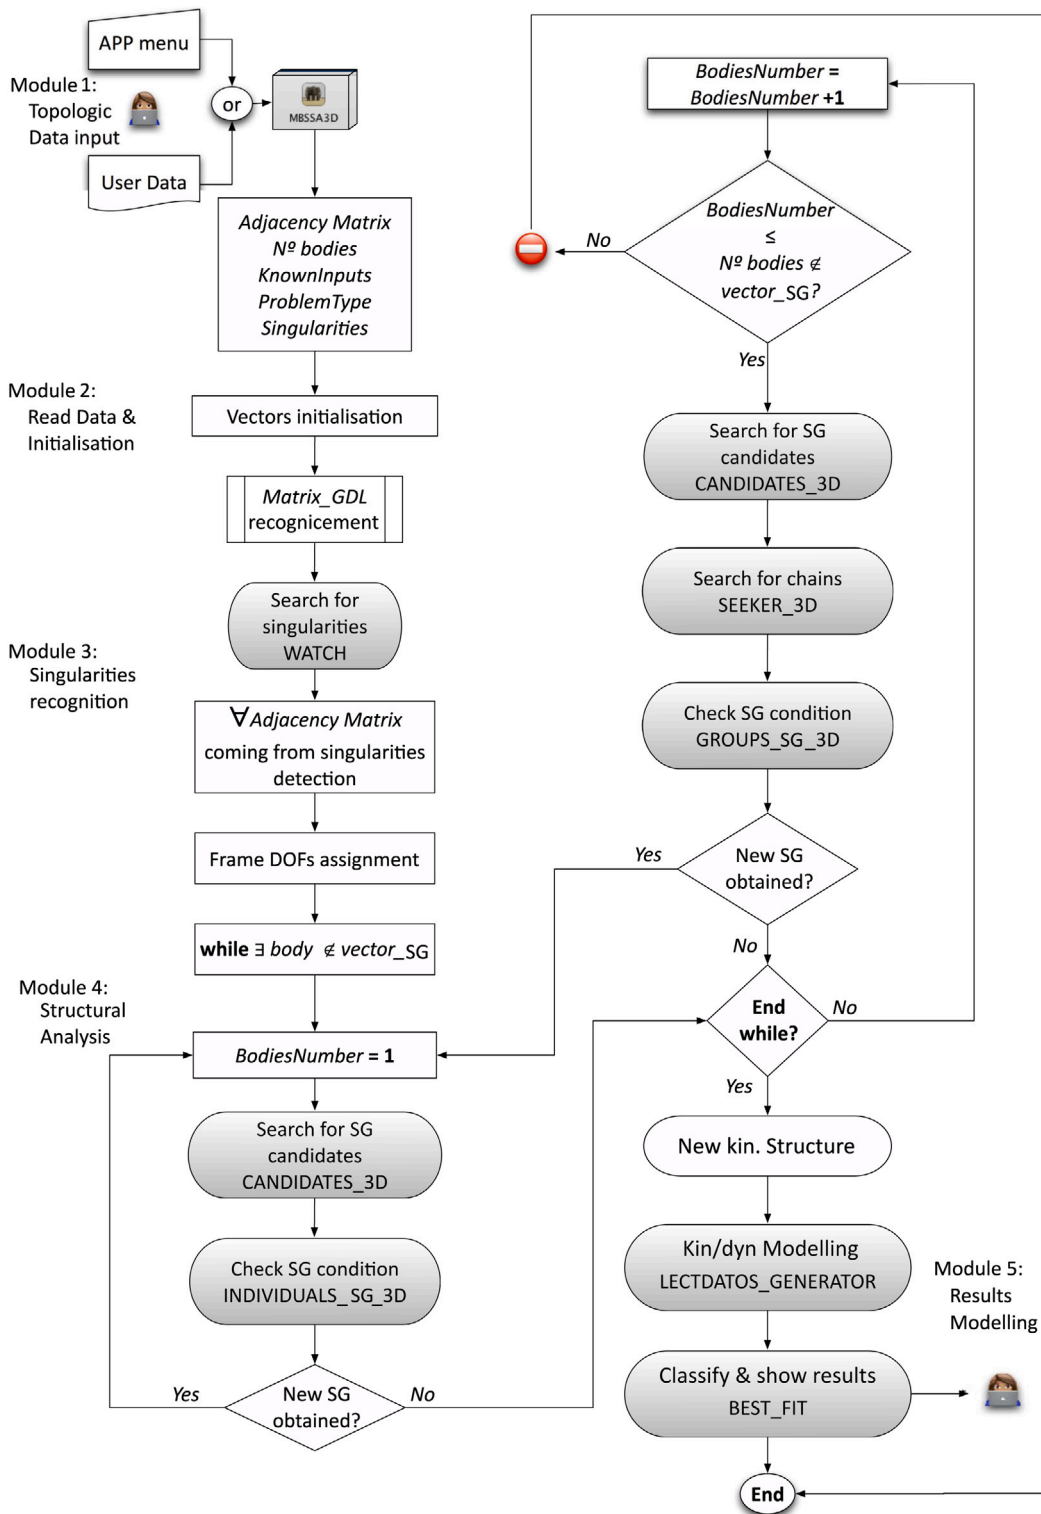 APP menu
Module 1:
Topologic
Data input
or
MBSSA3D
User Data
Adjacency Matrix
Nº bodies
KnownInputs
ProblemType
Singularities
Module 2:
Read Data &
Initialisation
Vectors initialisation
Matrix_GDL
recognicement
Search for
singularities
WATCH
Module 3:
Singularities
recognition
∀Adjacency Matrix
coming from singularities
detection
Frame DOFs assignment
while ∃ body ∉ vector_SG
Module 4:
Structural
Analysis
BodiesNumber = 1
Search for SG
candidates
CANDIDATES_3D
Check SG condition
INDIVIDUALS_SG_3D
Yes
New SG
obtained?
No
BodiesNumber =
BodiesNumber +1
BodiesNumber
≤
Nº bodies ∉
vector_SG?
No
Yes
Search for SG
candidates
CANDIDATES_3D
Search for chains
SEEKER_3D
Check SG condition
GROUPS_SG_3D
Yes
New SG
obtained?
No
End
while?
No
Yes
New kin. Structure
Kin/dyn Modelling
LECTDATOS_GENERATOR
Module 5:
Results
Modelling
Classify & show results
BEST_FIT
End